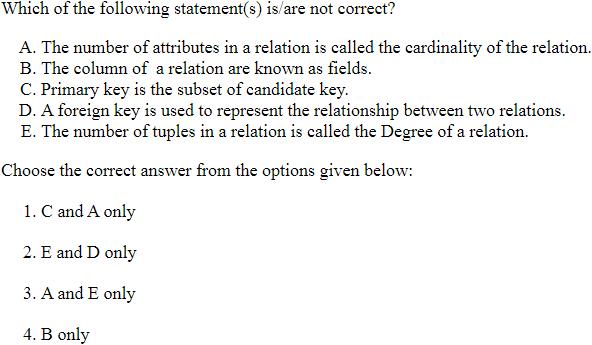 Which of the following statement(s) is/are not correct?
A. The number of attributes in a relation is called the cardinality of the relation.
B. The column of a relation are known as fields.
C. Primary key is the subset of candidate key.
D. A foreign key is used to represent the relationship between two relations.
E. The number of tuples in a relation is called the Degree of a relation.
Choose the correct answer from the options given below:
1. C and A only
2. E and D only
3. A and E only
4. B only